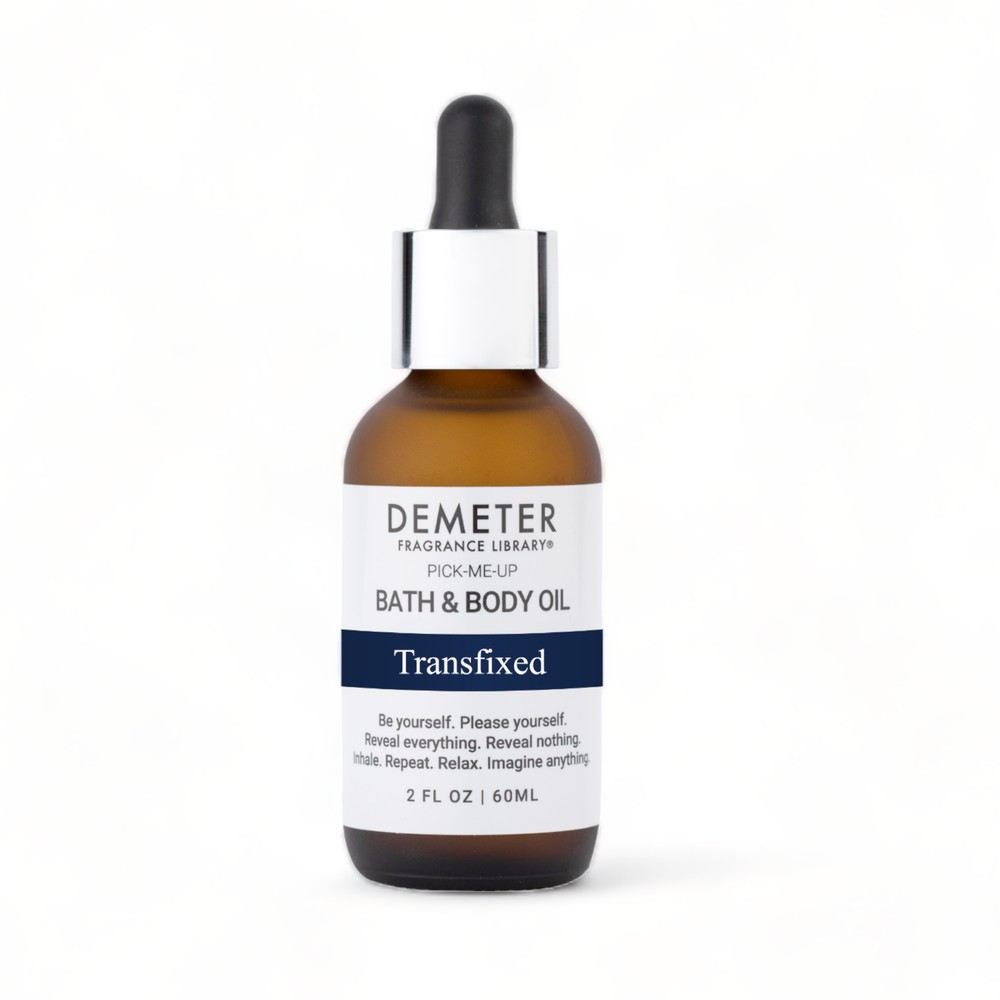 DEMETER
FRAGRANCE LIBRARY®
PICK-ME-UP
BATH & BODY OIL
Transfixed
Be yourself. Please yourself.
Reveal everything. Reveal nothing.
Inhale. Repeat. Relax. Imagine anything.
2 FL OZ | 60ML